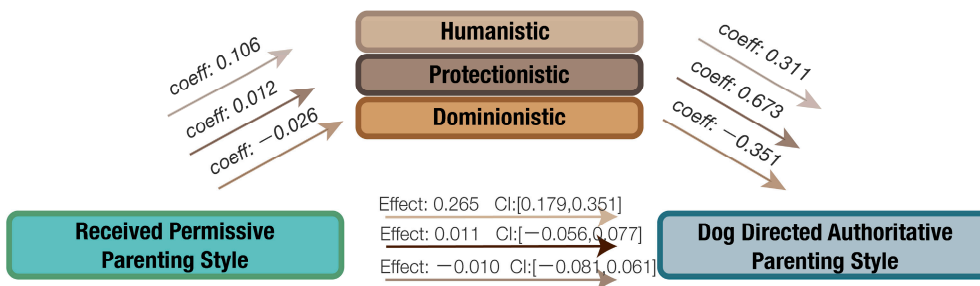 Humanistic
Protectionistic
Dominionistic
coeff: 0.106
coeff: 0.012
coeff: −0.026
coeff: 0.311
coeff: 0.673
coeff: −0.351
Received Permissive
Parenting Style
Effect: 0.265 CI:[0.179,0.351]
Effect: 0.011 CI:[−0.056,0.077]
Effect: −0.010 CI:[−0.081,0.061]
Dog Directed Authoritative
Parenting Style